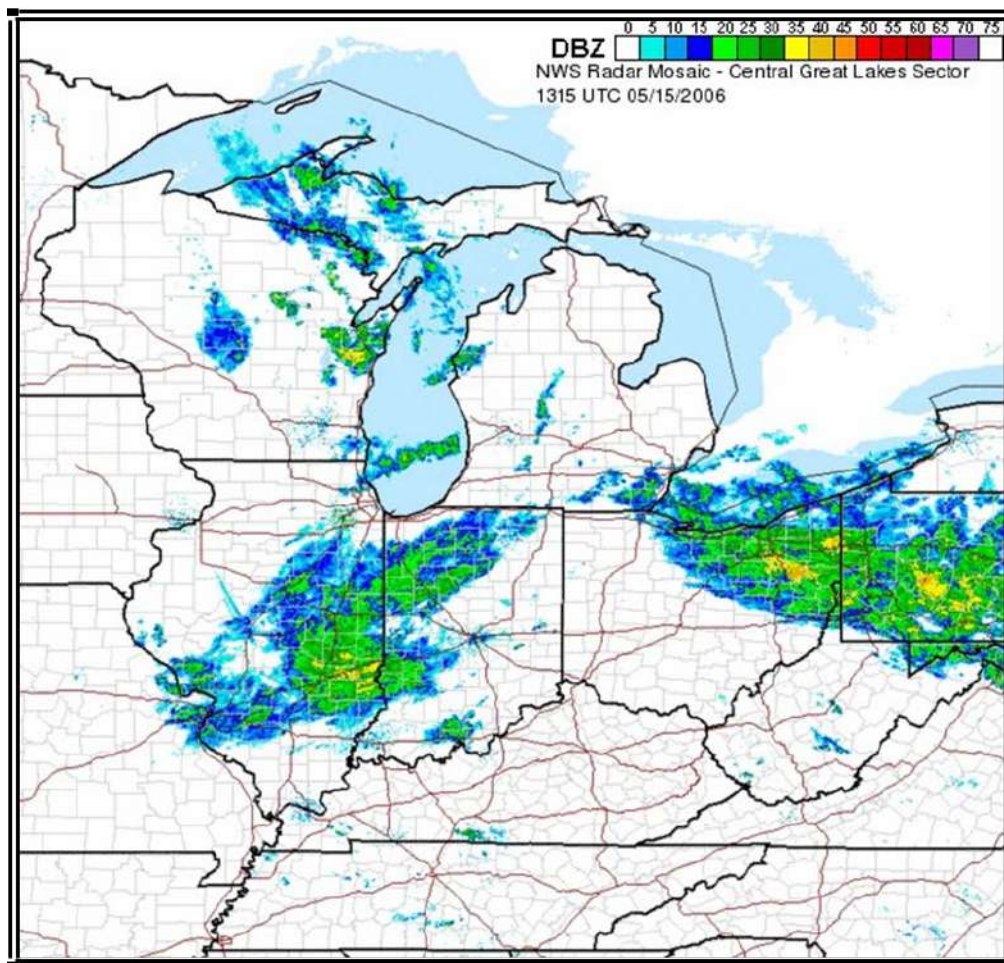 0 5 10 15 20 25 30 35 40 45 50 55 60 65 70 75
DBZ
NWS Radar Mosaic - Central Great Lakes Sector
1315 UTC 05/15/2006